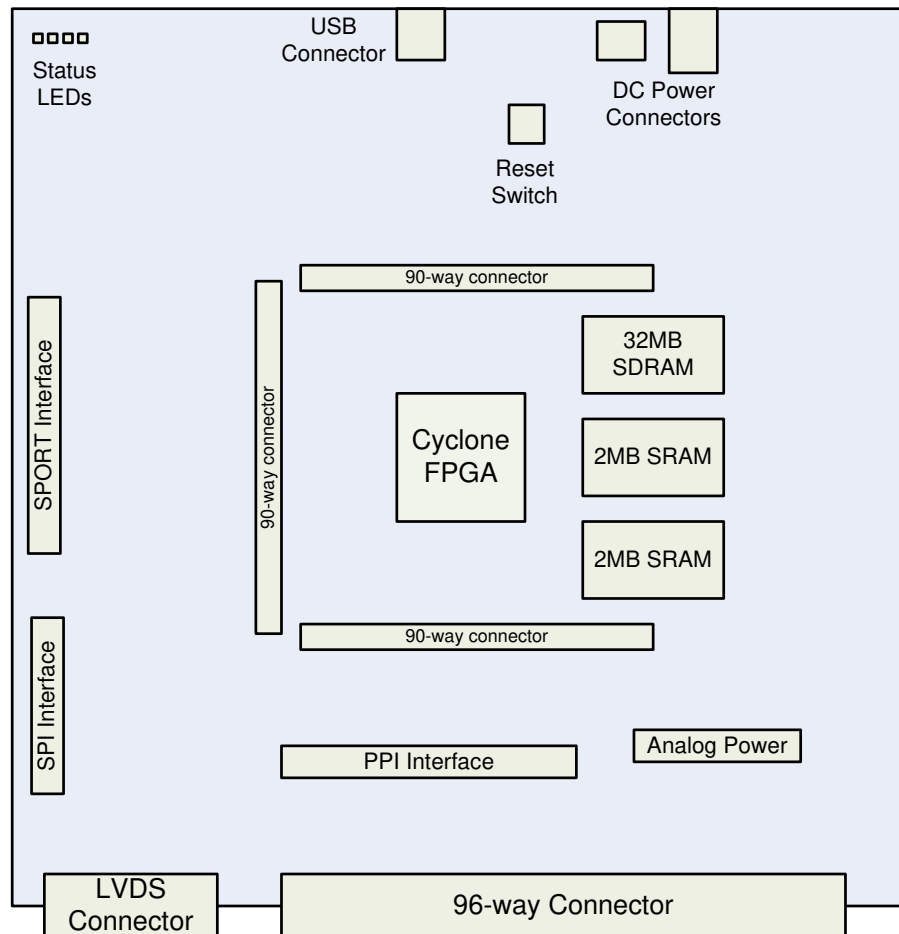 USB
Connector
Status
LEDs
DC Power
Connectors
Reset
Switch
90-way connector
SPORT Interface
90-way connector
32MB
SDRAM
Cyclone
FPGA
2MB SRAM
2MB SRAM
90-way connector
SPI Interface
PPI Interface
Analog Power
LVDS
Connector
96-way Connector